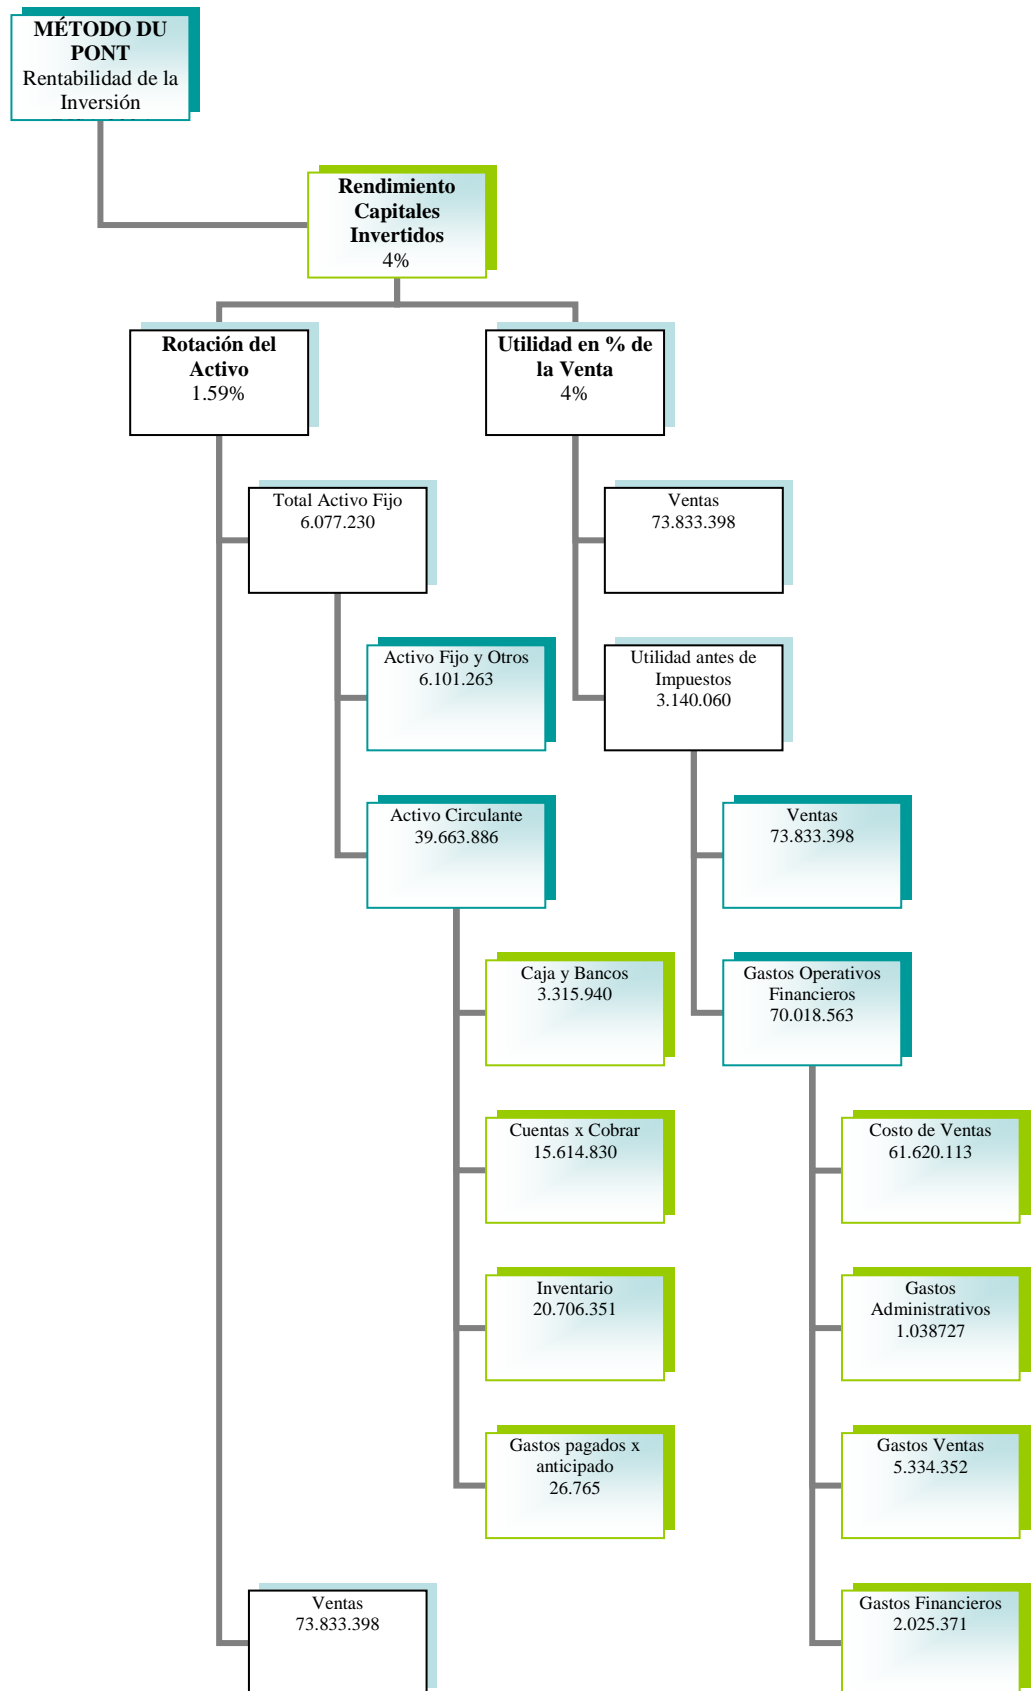 MÉTODO DU
PONT
Rentabilidad de la
Inversión
Rendimiento
Capitales
Invertidos
4%
Rotación del
Activo
1.59%
Utilidad en % de
la Venta
4%
Total Activo Fijo
6.077.230
Ventas
73.833.398
Activo Fijo y Otros
6.101.263
Utilidad antes de
Impuestos
3.140.060
Activo Circulante
39.663.886
Ventas
73.833.398
Caja y Bancos
3.315.940
Gastos Operativos
Financieros
70.018.563
Cuentas x Cobrar
15.614.830
Costo de Ventas
61.620.113
Inventario
20.706.351
Gastos
Administrativos
1.038727
Gastos pagados x
anticipado
26.765
Gastos Ventas
5.334.352
Ventas
73.833.398
Gastos Financieros
2.025.371